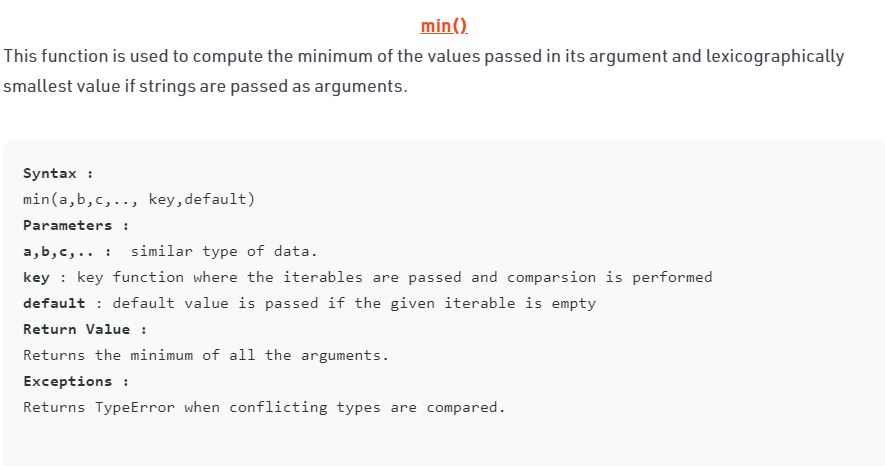 min()
This function is used to compute the minimum of the values passed in its argument and lexicographically
smallest value if strings are passed as arguments.
Syntax :
min(a,b,c,.., key,default)
Parameters :
a,b,c,.. :  similar type of data.
key : key function where the iterables are passed and comparsion is performed
default : default value is passed if the given iterable is empty
Return Value :
Returns the minimum of all the arguments.
Exceptions :
Returns TypeError when conflicting types are compared.